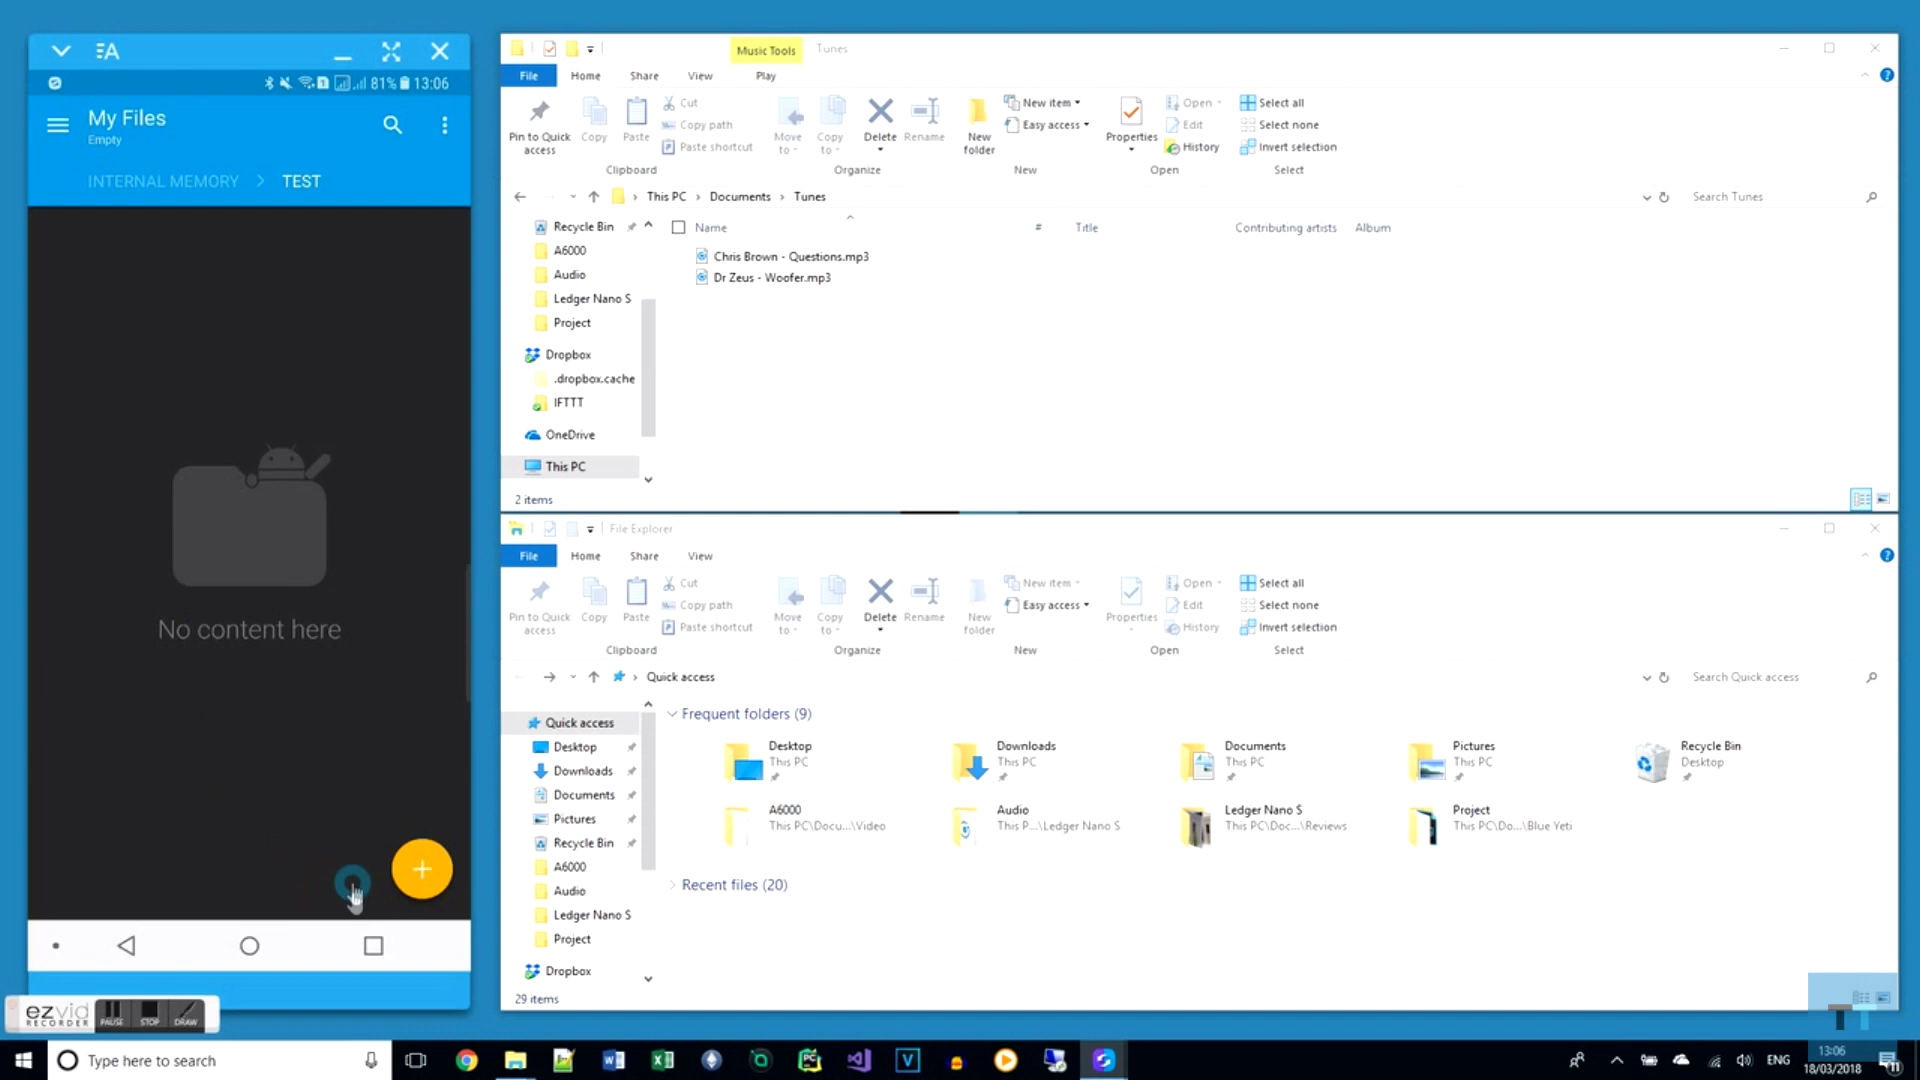 81% 13:06
My Files
Empty
INTERNAL MEMORY > TEST
No content here
ezvid
RECORDER
PAUSE STOP DRAW
Music Tools Tunes
File Home Share View Play
Pin to Quick access
Copy
Paste
Cut
Copy path
Paste shortcut
Clipboard
Move to
Copy to
Delete
Rename
Organize
New folder
New item
Easy access
New
Properties
Open
Edit
History
Open
Select all
Select none
Invert selection
Select
This PC > Documents > Tunes
Search Tunes
Recycle Bin
A6000
Audio
Ledger Nano S
Project
Dropbox
.dropbox.cache
IFTTT
OneDrive
This PC
Name # Title Contributing artists Album
Chris Brown - Questions.mp3
Dr Zeus - Woofer.mp3
2 items
File Explorer
File Home Share View
Pin to Quick access
Copy
Paste
Cut
Copy path
Paste shortcut
Clipboard
Move to
Copy to
Delete
Rename
Organize
New folder
New item
Easy access
New
Properties
Open
Edit
History
Open
Select all
Select none
Invert selection
Select
Quick access
Search Quick access
Quick access
Desktop
Downloads
Documents
Pictures
Recycle Bin
A6000
Audio
Ledger Nano S
Project
Dropbox
Frequent folders (9)
Desktop
This PC
Downloads
This PC
Documents
This PC
Pictures
This PC
Recycle Bin
Desktop
A6000
This PC\Docu...\Video
Audio
This P...\Ledger Nano S
Ledger Nano S
This PC\Doc...\Reviews
Project
This PC\Do...\Blue Yeti
Recent files (20)
29 items
TT
Type here to search
ENG
13:06
18/03/2018
11